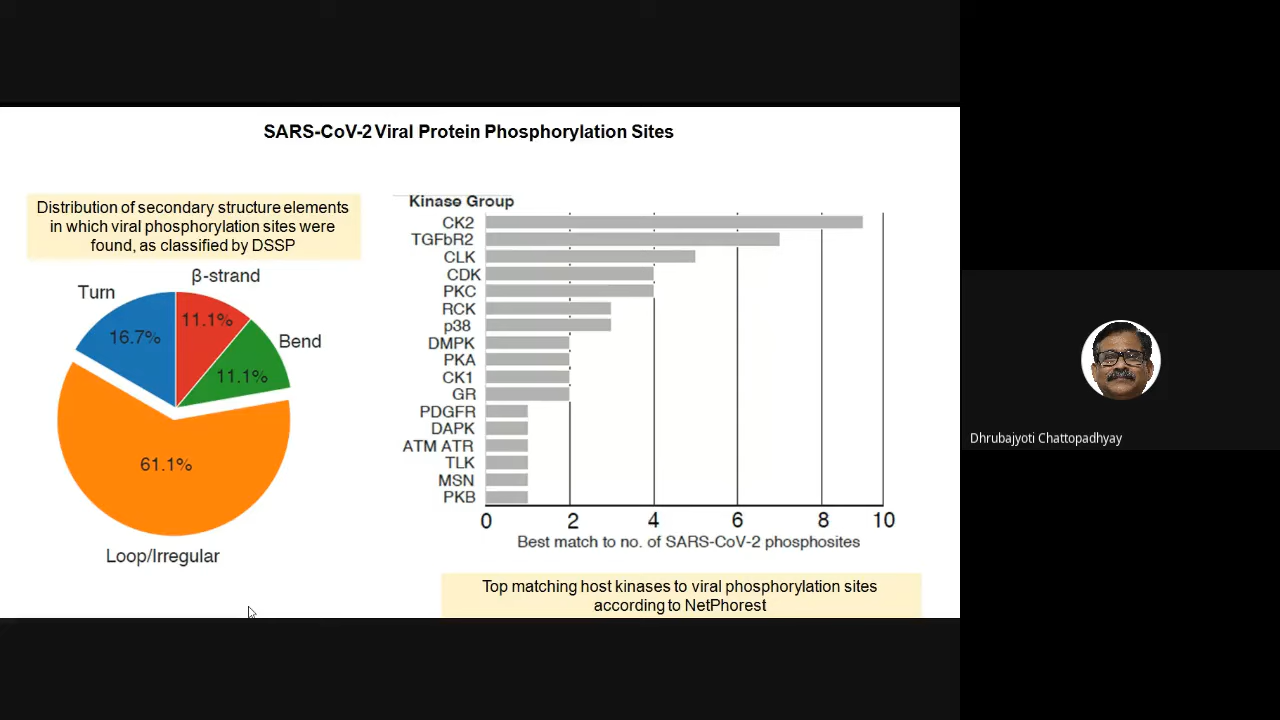 SARS-CoV-2 Viral Protein Phosphorylation Sites
Distribution of secondary structure elements
in which viral phosphorylation sites were
found, as classified by DSSP
β-strand
Turn
11.1%
16.7%
Bend
11.1%
61.1%
Loop/Irregular
Kinase Group
CK2
TGFbR2
CLK
CDK
PKC
RCK
p38
DMPK
PKA
CK1
GR
PDGFR
DAPK
ATM ATR
TLK
MSN
PKB
0 2 4 6 8 10
Best match to no. of SARS-CoV-2 phosphosites
Top matching host kinases to viral phosphorylation sites
according to NetPhorest
Dhrubajyoti Chattopadhyay